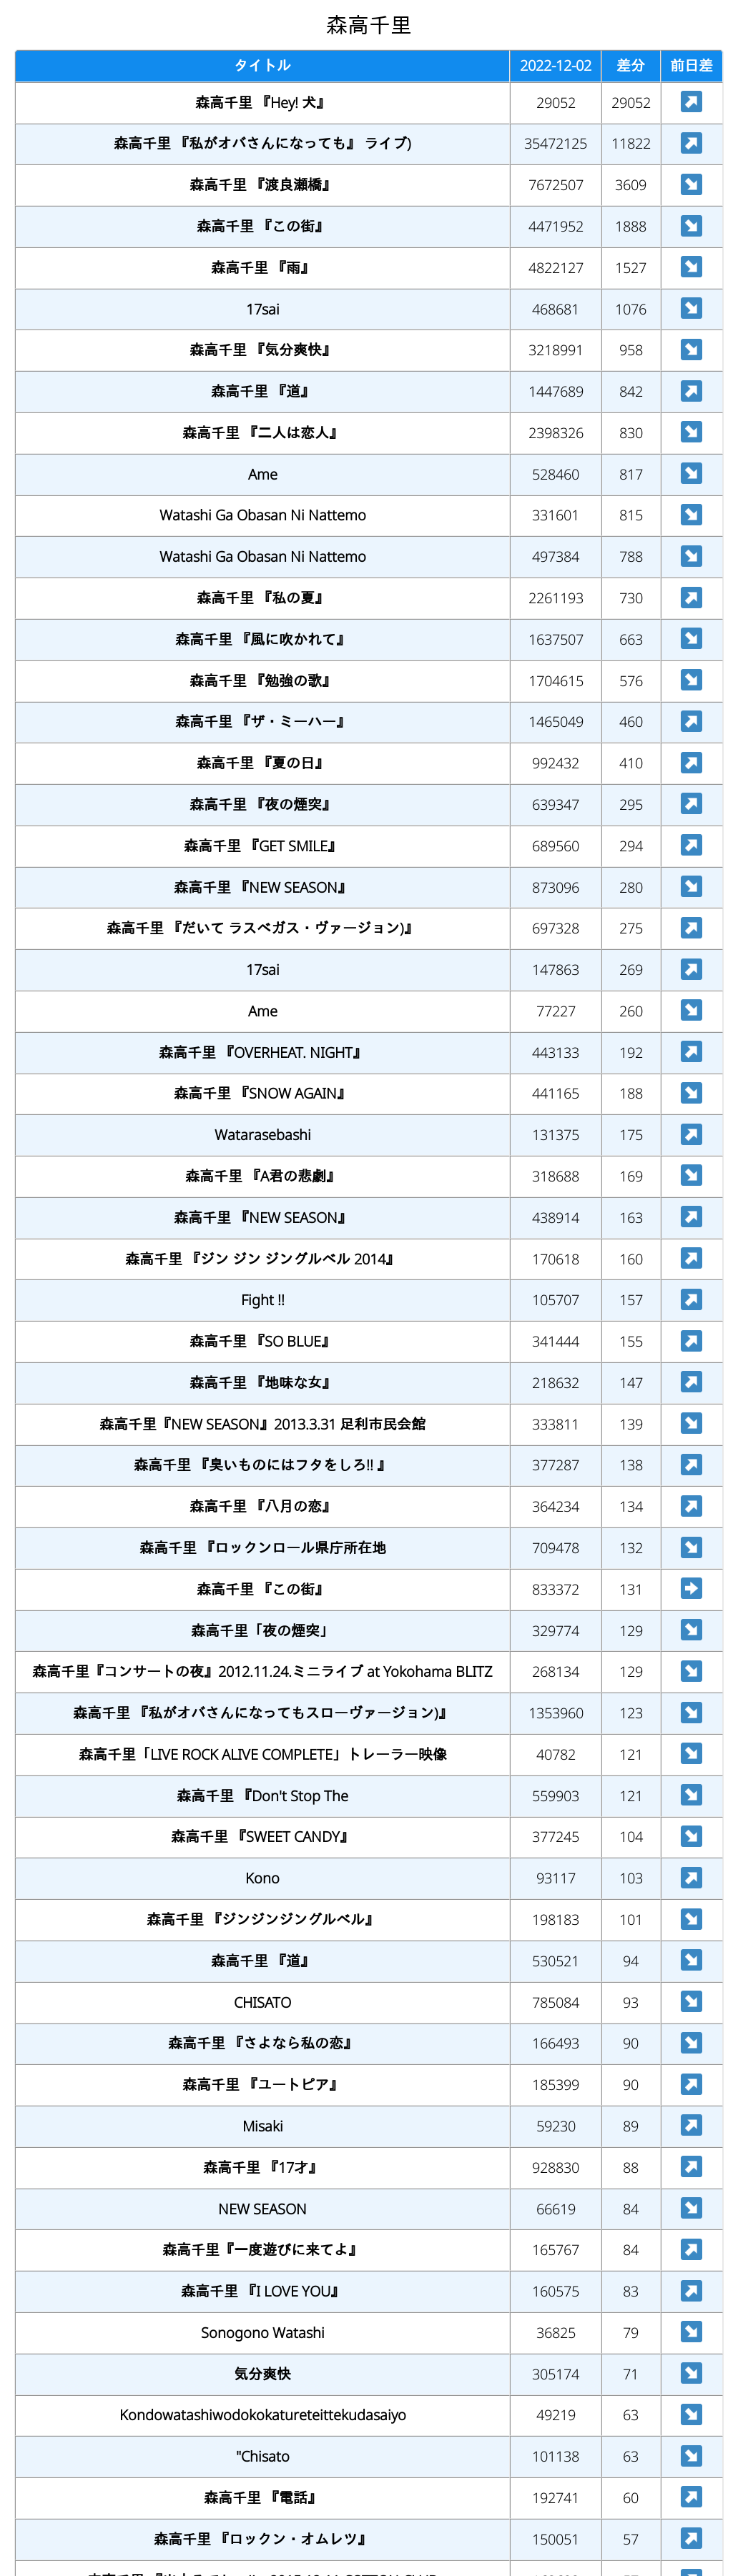 森高千里
タイトル 2022-12-02 差分 前日差
森高千里 『Hey! 犬』 29052 29052
森高千里 『私がオバさんになっても』 ライブ) 35472125 11822
森高千里 『渡良瀬橋』 7672507 3609
森高千里 『この街』 4471952 1888
森高千里 『雨』 4822127 1527
17sai 468681 1076
森高千里 『気分爽快』 3218991 958
森高千里 『道』 1447689 842
森高千里 『二人は恋人』 2398326 830
Ame 528460 817
Watashi Ga Obasan Ni Nattemo 331601 815
Watashi Ga Obasan Ni Nattemo 497384 788
森高千里 『私の夏』 2261193 730
森高千里 『風に吹かれて』 1637507 663
森高千里 『勉強の歌』 1704615 576
森高千里 『ザ・ミーハー』 1465049 460
森高千里 『夏の日』 992432 410
森高千里 『夜の煙突』 639347 295
森高千里 『GET SMILE』 689560 294
森高千里 『NEW SEASON』 873096 280
森高千里 『だいて ラスベガス・ヴァージョン)』 697328 275
17sai 147863 269
Ame 77227 260
森高千里 『OVERHEAT. NIGHT』 443133 192
森高千里 『SNOW AGAIN』 441165 188
Watarasebashi 131375 175
森高千里 『A君の悲劇』 318688 169
森高千里 『NEW SEASON』 438914 163
森高千里 『ジン ジン ジングルベル 2014』 170618 160
Fight !! 105707 157
森高千里 『SO BLUE』 341444 155
森高千里 『地味な女』 218632 147
森高千里『NEW SEASON』2013.3.31 足利市民会館 333811 139
森高千里 『臭いものにはフタをしろ!! 』 377287 138
森高千里 『八月の恋』 364234 134
森高千里 『ロックンロール県庁所在地 709478 132
森高千里 『この街』 833372 131
森高千里「夜の煙突」 329774 129
森高千里『コンサートの夜』2012.11.24.ミニライブ at Yokohama BLITZ 268134 129
森高千里 『私がオバさんになってもスローヴァージョン)』 1353960 123
森高千里「LIVE ROCK ALIVE COMPLETE」トレーラー映像 40782 121
森高千里 『Don't Stop The 559903 121
森高千里 『SWEET CANDY』 377245 104
Kono 93117 103
森高千里 『ジンジンジングルベル』 198183 101
森高千里 『道』 530521 94
CHISATO 785084 93
森高千里 『さよなら私の恋』 166493 90
森高千里 『ユートピア』 185399 90
Misaki 59230 89
森高千里 『17才』 928830 88
NEW SEASON 66619 84
森高千里『一度遊びに来てよ』 165767 84
森高千里 『I LOVE YOU』 160575 83
Sonogono Watashi 36825 79
気分爽快 305174 71
Kondowatashiwodokokatureteittekudasaiyo 49219 63
"Chisato 101138 63
森高千里 『電話』 192741 60
森高千里 『ロックン・オムレツ』 150051 57